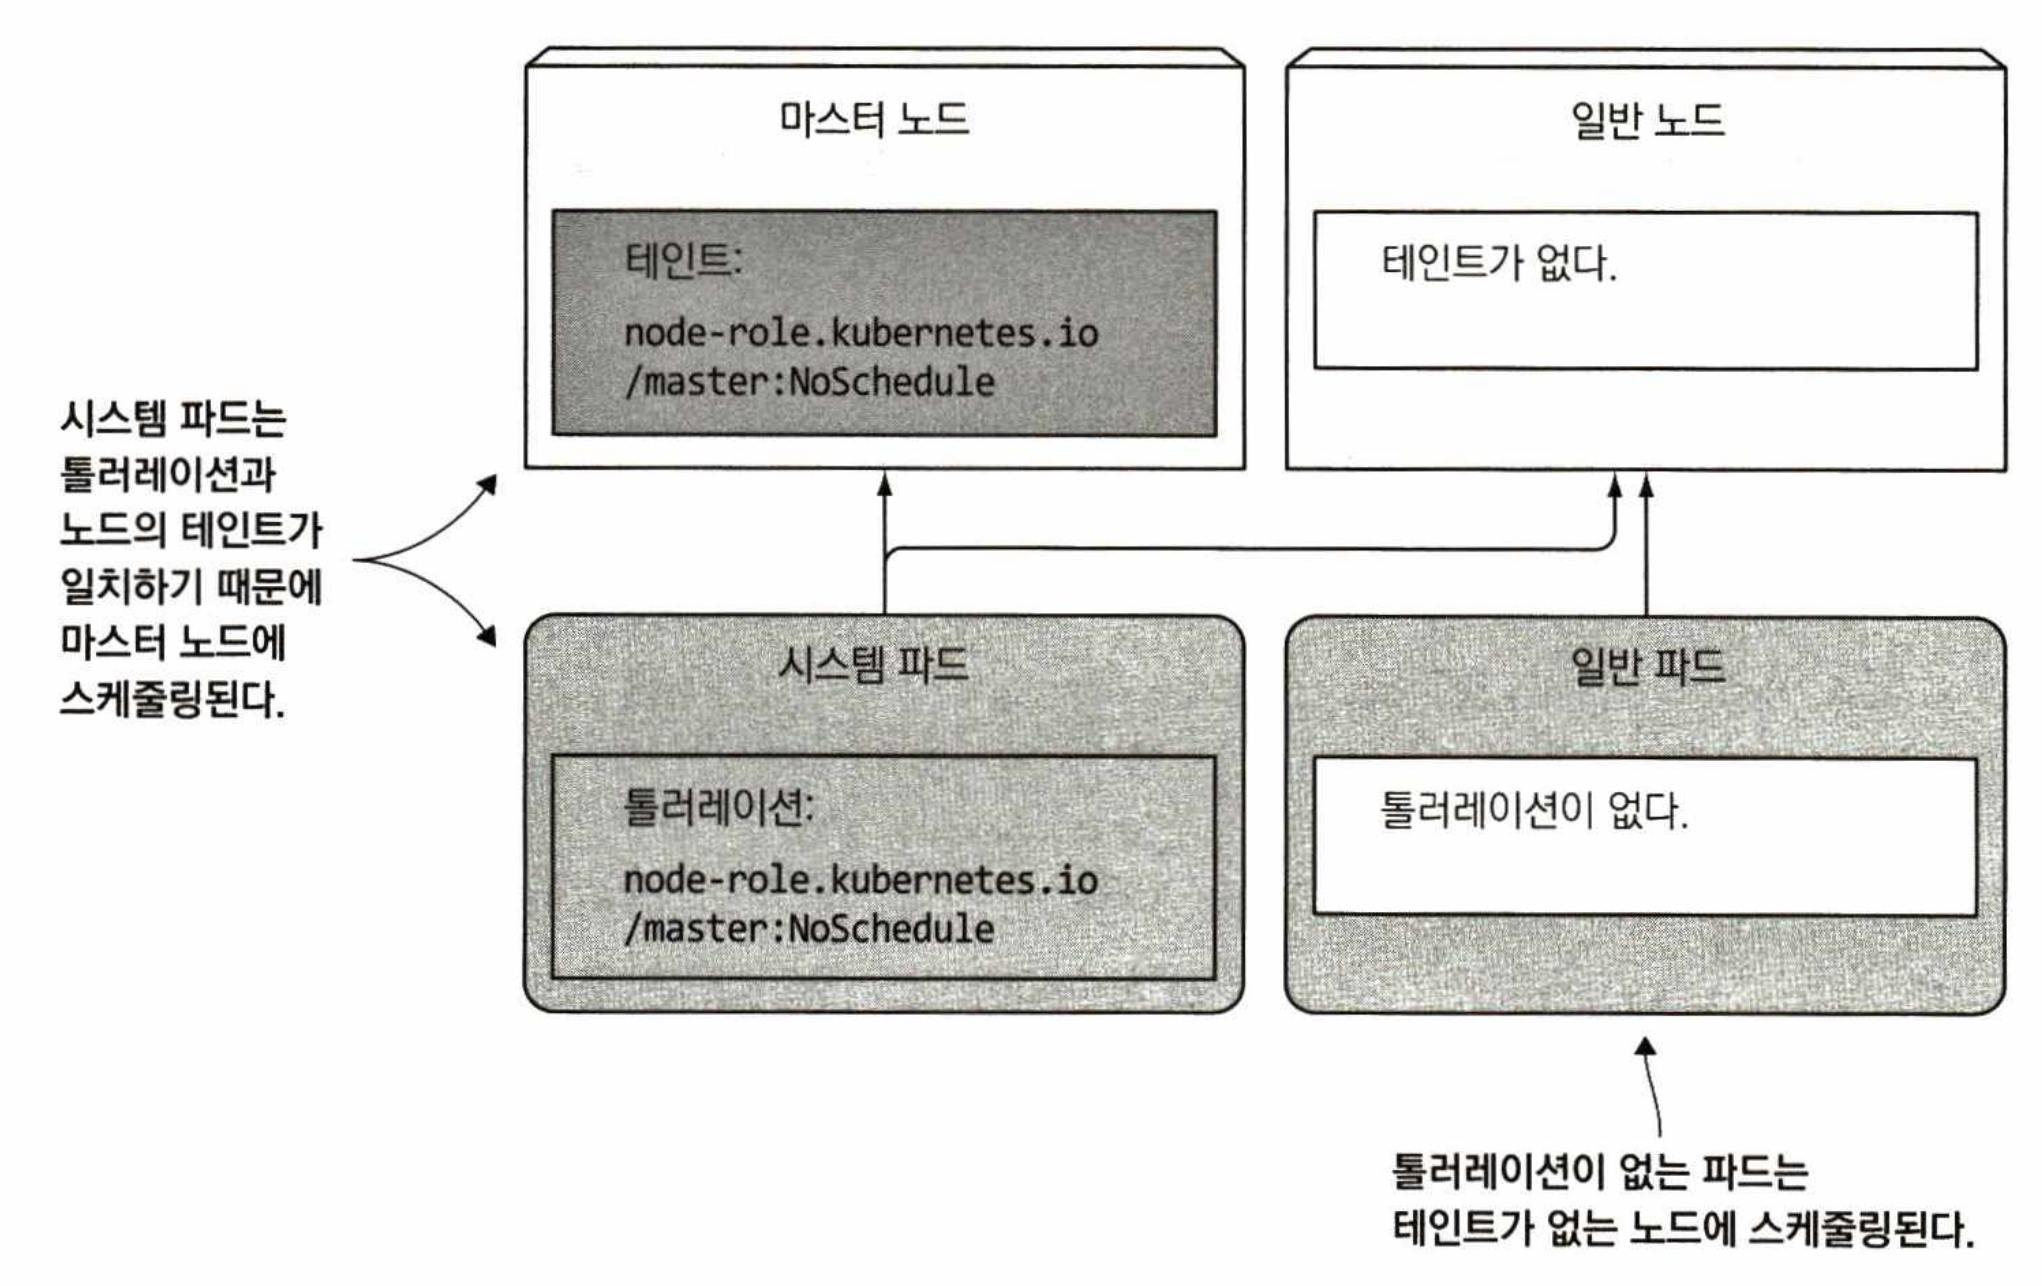 마스터 노드
일반 노드
테인트:
node-role.kubernetes.io
/master:NoSchedule
테인트가 없다.
시스템 파드는
톨러레이션과
노드의 테인트가
일치하기 때문에
마스터 노드에
스케줄링된다.
시스템 파드
일반 파드
톨러레이션:
node-role.kubernetes.io
/master:NoSchedule
톨러레이션이 없다.
톨러레이션이 없는 파드는
테인트가 없는 노드에 스케줄링된다.